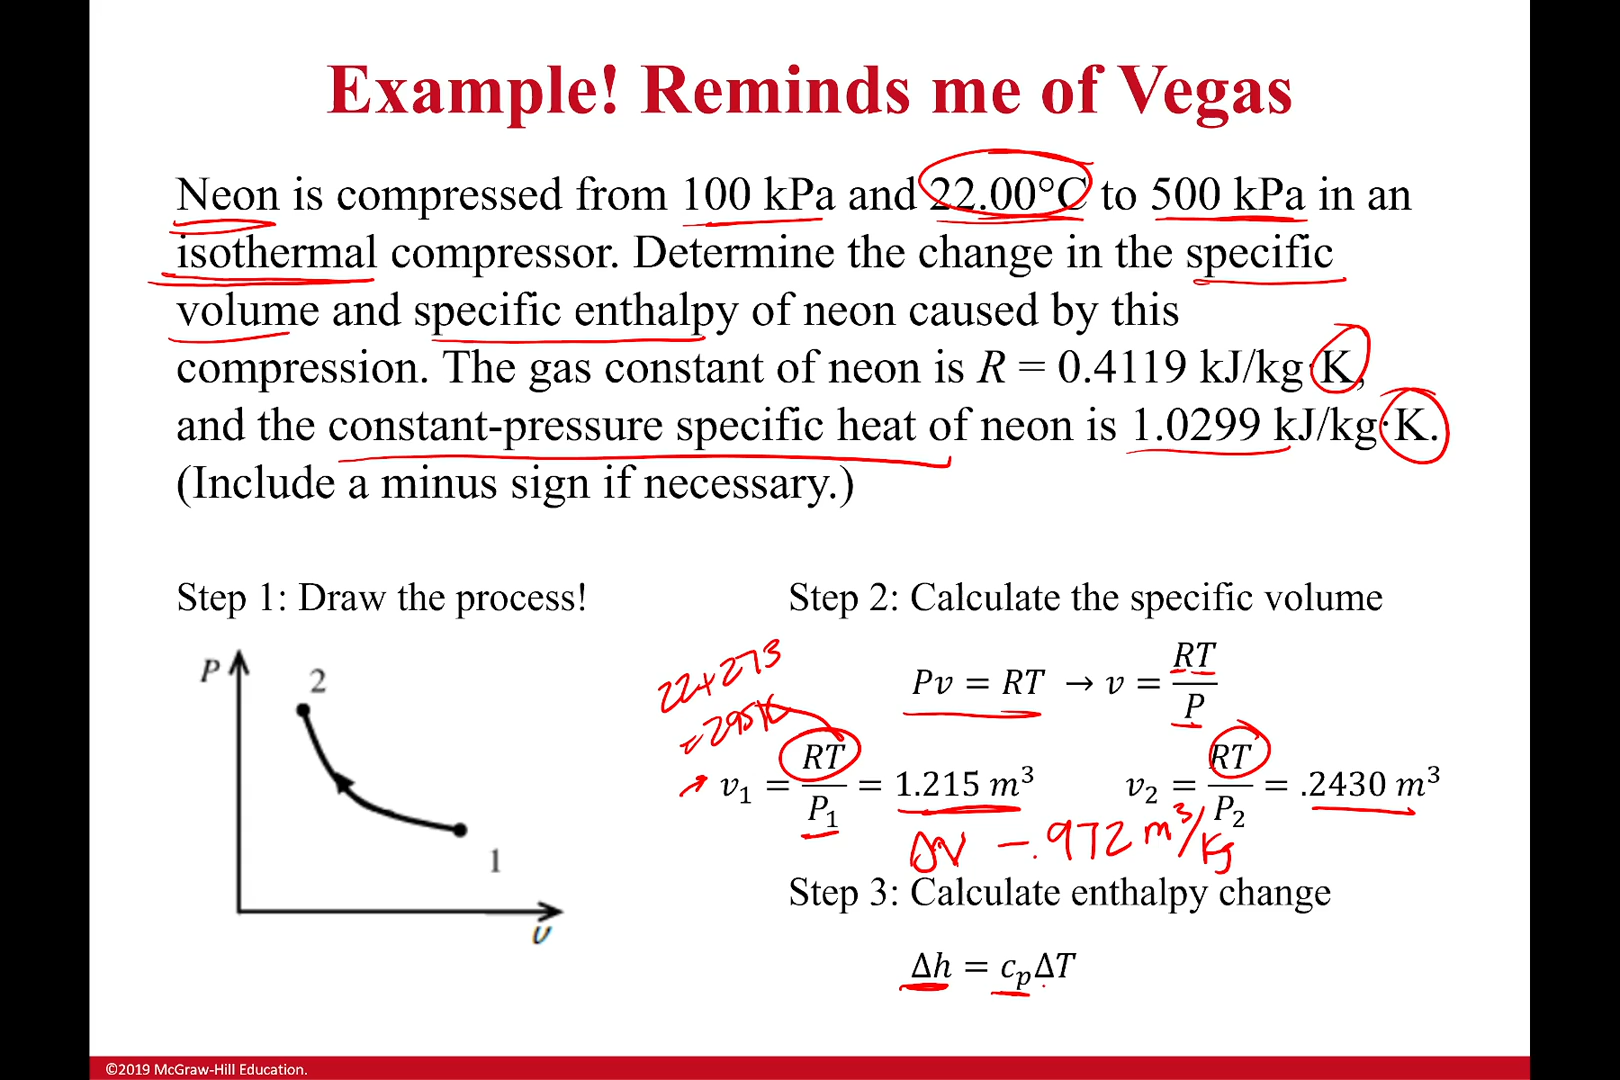 Example! Reminds me of Vegas
Neon is compressed from 100 kPa and 22.00°C to 500 kPa in an
isothermal compressor. Determine the change in the specific
volume and specific enthalpy of neon caused by this
compression. The gas constant of neon is R = 0.4119 kJ/kg·K,
and the constant-pressure specific heat of neon is 1.0299 kJ/kg·K.
(Include a minus sign if necessary.)
Step 1: Draw the process!
P
2
1
υ
Step 2: Calculate the specific volume
Pv = RT → v = RT/P
22+273
=295K
v₁ = RT/P₁ = 1.215 m³
v₂ = RT/P₂ = .2430 m³
ΔV -.972 m³/kg
Step 3: Calculate enthalpy change
Δh = cₚΔT
©2019 McGraw-Hill Education.